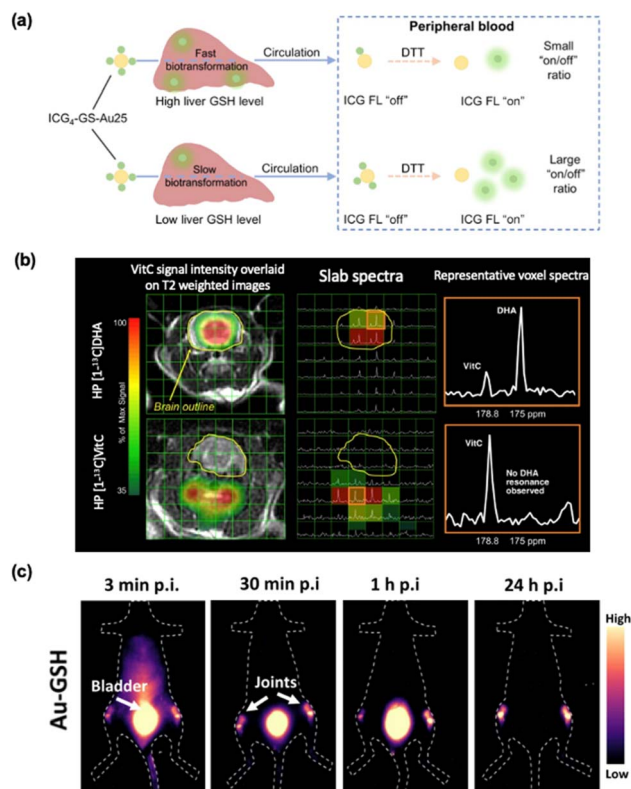 (a)
Peripheral blood
Fast
biotransformation
Circulation
DTT
Small
"on/off"
ratio
High liver GSH level
ICG FL "off"
ICG FL "on"
ICG₄-GS-Au25
Slow
biotransformation
Circulation
DTT
Large
"on/off"
ratio
Low liver GSH level
ICG FL "off"
ICG FL "on"
(b)
VitC signal intensity overlaid
on T2 weighted images
Slab spectra
Representative voxel spectra
HP [1-¹³C]DHA
100
% of Max Signal
35
Brain outline
DHA
VitC
178.8 175 ppm
HP [1-¹³C]VitC
VitC
No DHA
resonance
observed
178.8 175 ppm
(c)
3 min p.i.
30 min p.i
1 h p.i
24 h p.i
Au-GSH
Bladder
Joints
High
Low